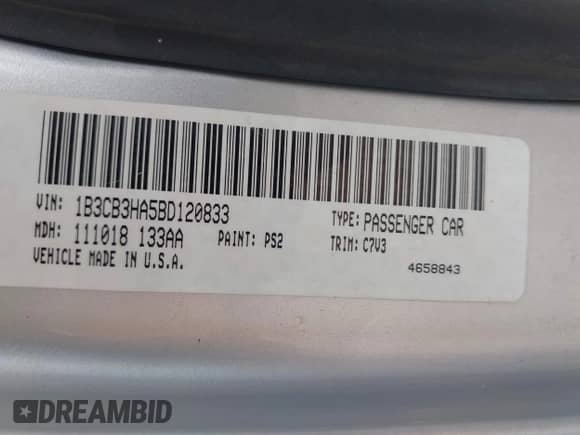 VIN: 1B3CB3HA5BD120833 TYPE: PASSENGER CAR
MDH: 111018 133AA PAINT: PS2 TRIM: C7V3
VEHICLE MADE IN U.S.A. 4658843
DREAMBID